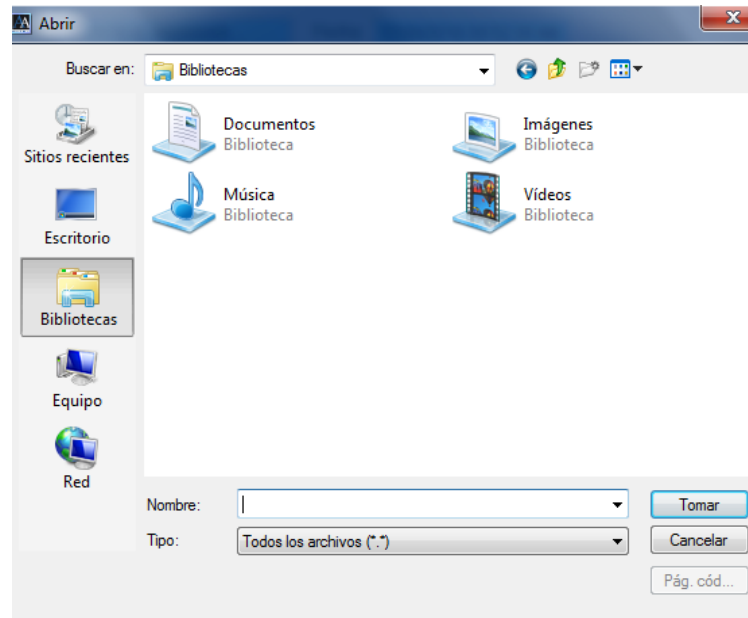 Abrir
Buscar en:
Bibliotecas
Sitios recientes
Escritorio
Bibliotecas
Equipo
Red
Documentos
Biblioteca
Imágenes
Biblioteca
Música
Biblioteca
Vídeos
Biblioteca
Nombre:
Tomar
Tipo:
Todos los archivos (*.*)
Cancelar
Pág. cód...